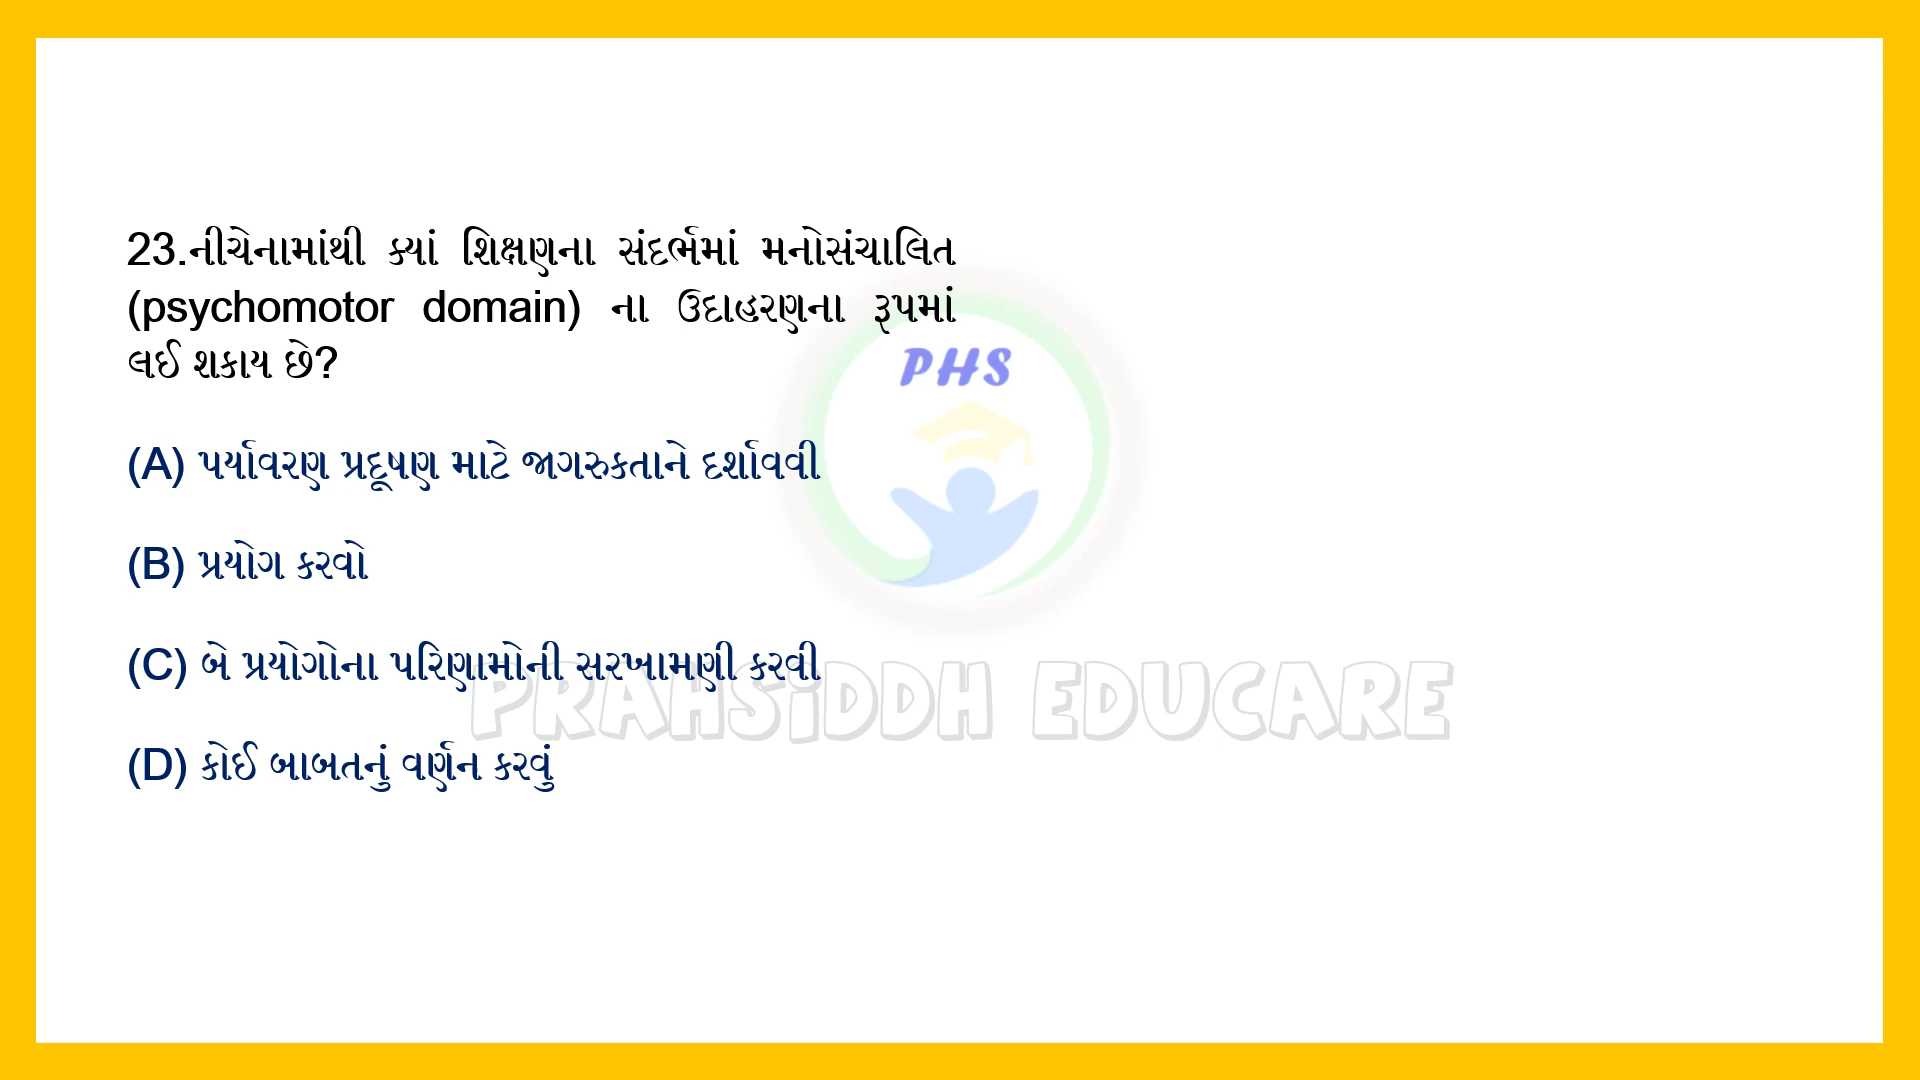 23.નીચેનામાંથી ક્યાં શિક્ષણના સંદર્ભમાં મનોસંચાલિત
(psychomotor domain) ના ઉદાહરણના રૂપમાં
લઈ શકાય છે?
PHS
(A) પર્યાવરણ પ્રદૂષણ માટે જાગરુકતાને દર્શાવવી
(B) પ્રયોગ કરવો
(C) બે પ્રયોગોના પરિણામોની સરખામણી કરવી
PRAHSiDDH EDUCARE
(D) કોઈ બાબતનું વર્ણન કરવું